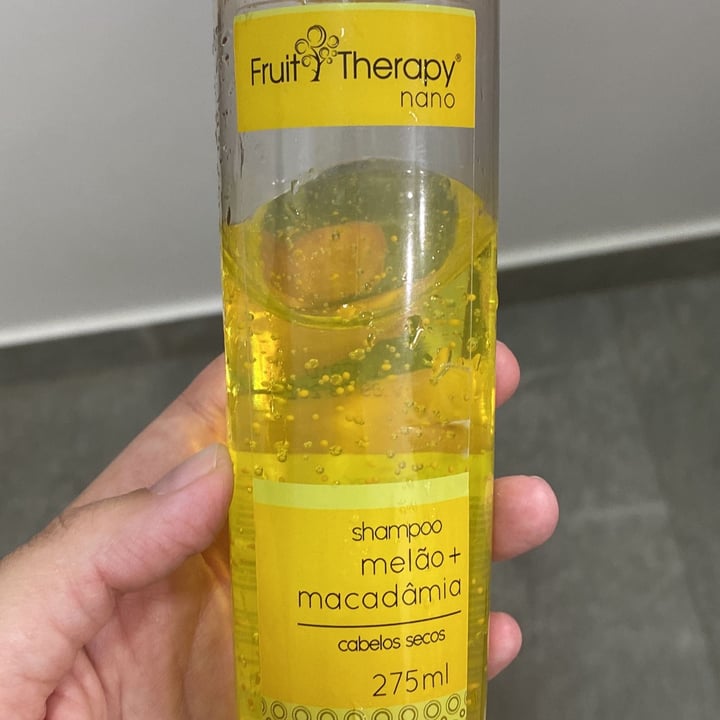 Fruit Therapy®
nano
shampoo
melão+
macadâmia
cabelos secos
275ml